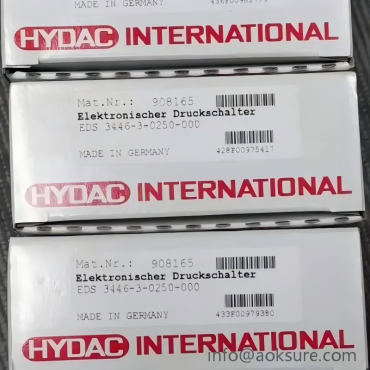 MADE IN GERMANY
HYDAC INTERNATIONAL
Mat.Nr.: 908165
Elektronischer Druckschalter
EDS 3446-3-0250-000
MADE IN GERMANY 428F00975417
HYDAC INTERNATIONAL
Mat.Nr.: 908165
Elektronischer Druckschalter
EDS 3446-3-0250-000
MADE IN GERMANY 433F00979380
HYDAC INTERNATIONAL
info@aoksure.com